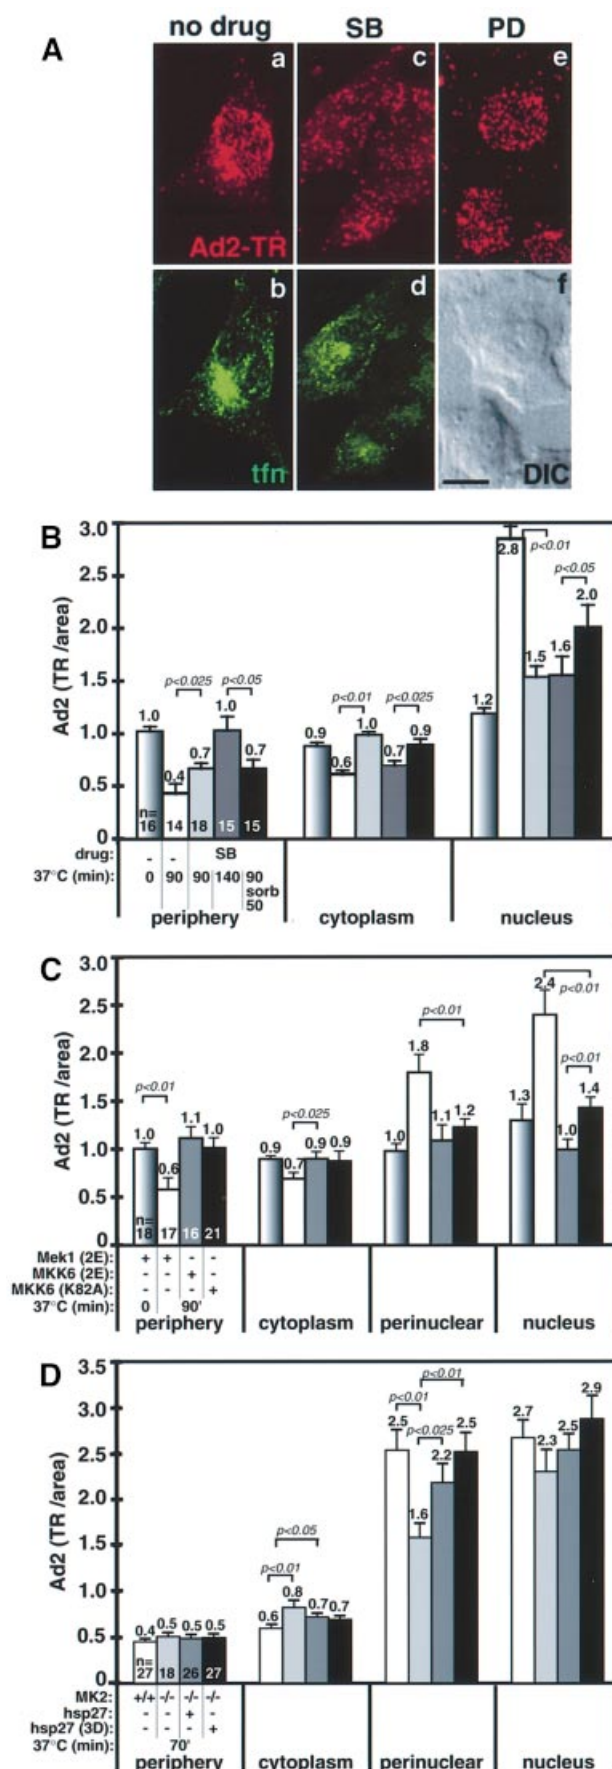 A
no drug SB PD
a c e
Ad2-TR
b d f
tfn DIC
B
Ad2 (TR /area)
3.0
2.5
2.0
1.5
1.0
0.5
0
1.0 0.4 0.7 1.0 0.7
p<0.025 p<0.05
0.9 0.6 1.0 0.7 0.9
p<0.01 p<0.025
1.2 2.8 1.5 1.6 2.0
p<0.01
p<0.05
n=
16 14 18 15 15
drug: - - SB
37°C (min): 0 90 90 140 90
sorb
50
periphery cytoplasm nucleus
C
Ad2 (TR /area)
3.0
2.5
2.0
1.5
1.0
0.5
0
1.0 0.6 1.1 1.0
p<0.01
0.9 0.7 0.9 0.9
p<0.025
1.0 1.8 1.1 1.2
p<0.01
1.3 2.4 1.0 1.4
p<0.01
p<0.01
n=
18 17 16 21
Mek1 (2E): + + - -
MKK6 (2E): - - + -
MKK6 (K82A): - - - +
37°C (min): 0 90'
periphery cytoplasm perinuclear nucleus
D
Ad2 (TR /area)
3.5
3.0
2.5
2.0
1.5
1.0
0.5
0
0.4 0.5 0.5 0.5
0.6 0.8 0.7 0.7
p<0.05
p<0.01
2.5 1.6 2.2 2.5
p<0.01
p<0.01
p<0.025
2.7 2.3 2.5 2.9
n=
27 18 26 27
MK2: +/+ -/- -/- -/-
hsp27: - - + -
hsp27 (3D): - - - +
37°C (min): 70'
periphery cytoplasm perinuclear nucleus